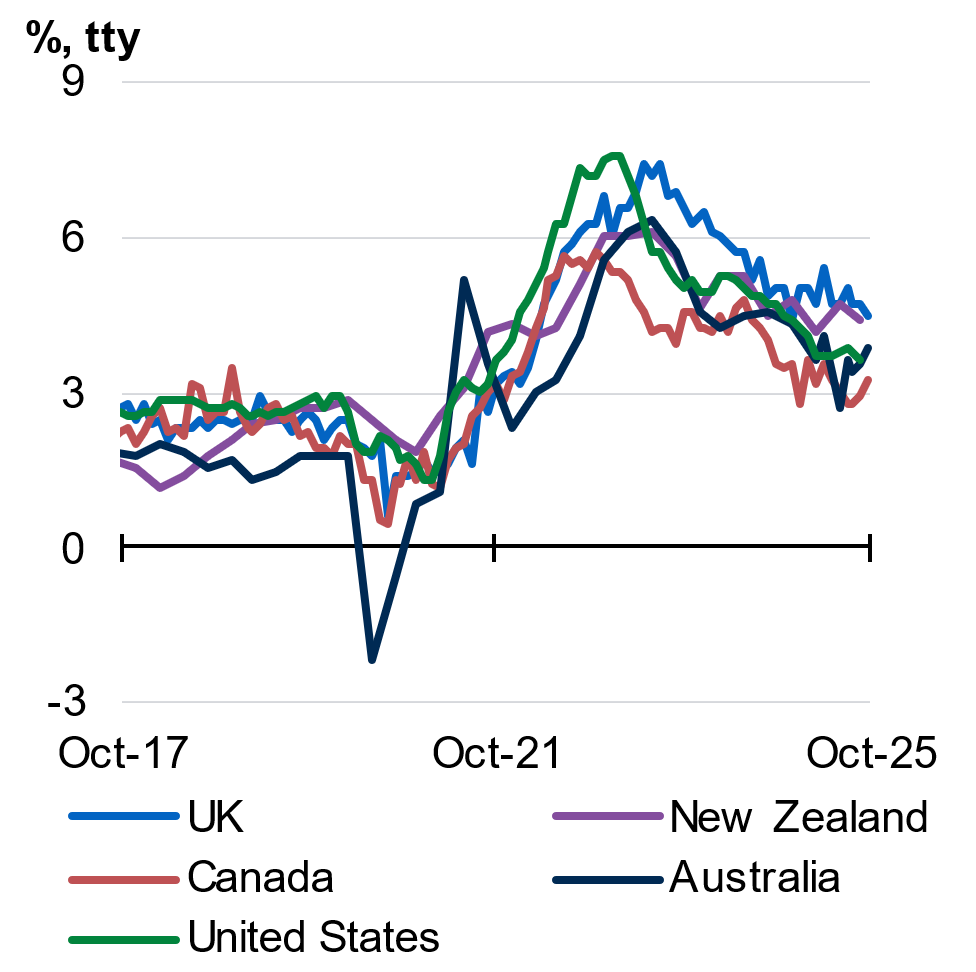 %, tty
9
6
3
0
-3
Oct-17 Oct-21 Oct-25
UK New Zealand
Canada Australia
United States